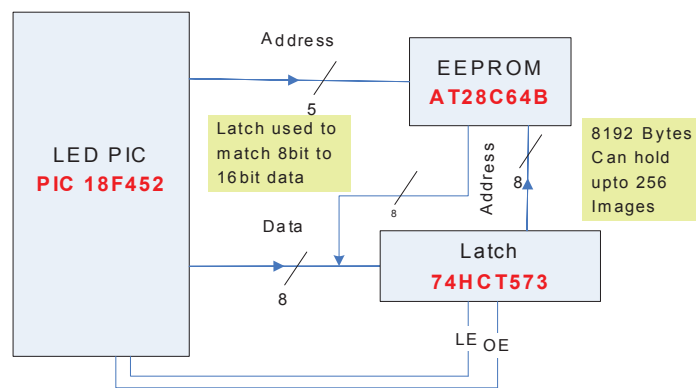 LED PIC
PIC 18F452
Address
5
Latch used to
match 8bit to
16bit data
EEPROM
AT28C64B
8192 Bytes
Can hold
upto 256
Images
8
Address
8
Data
8
Latch
74HCT573
LE
OE